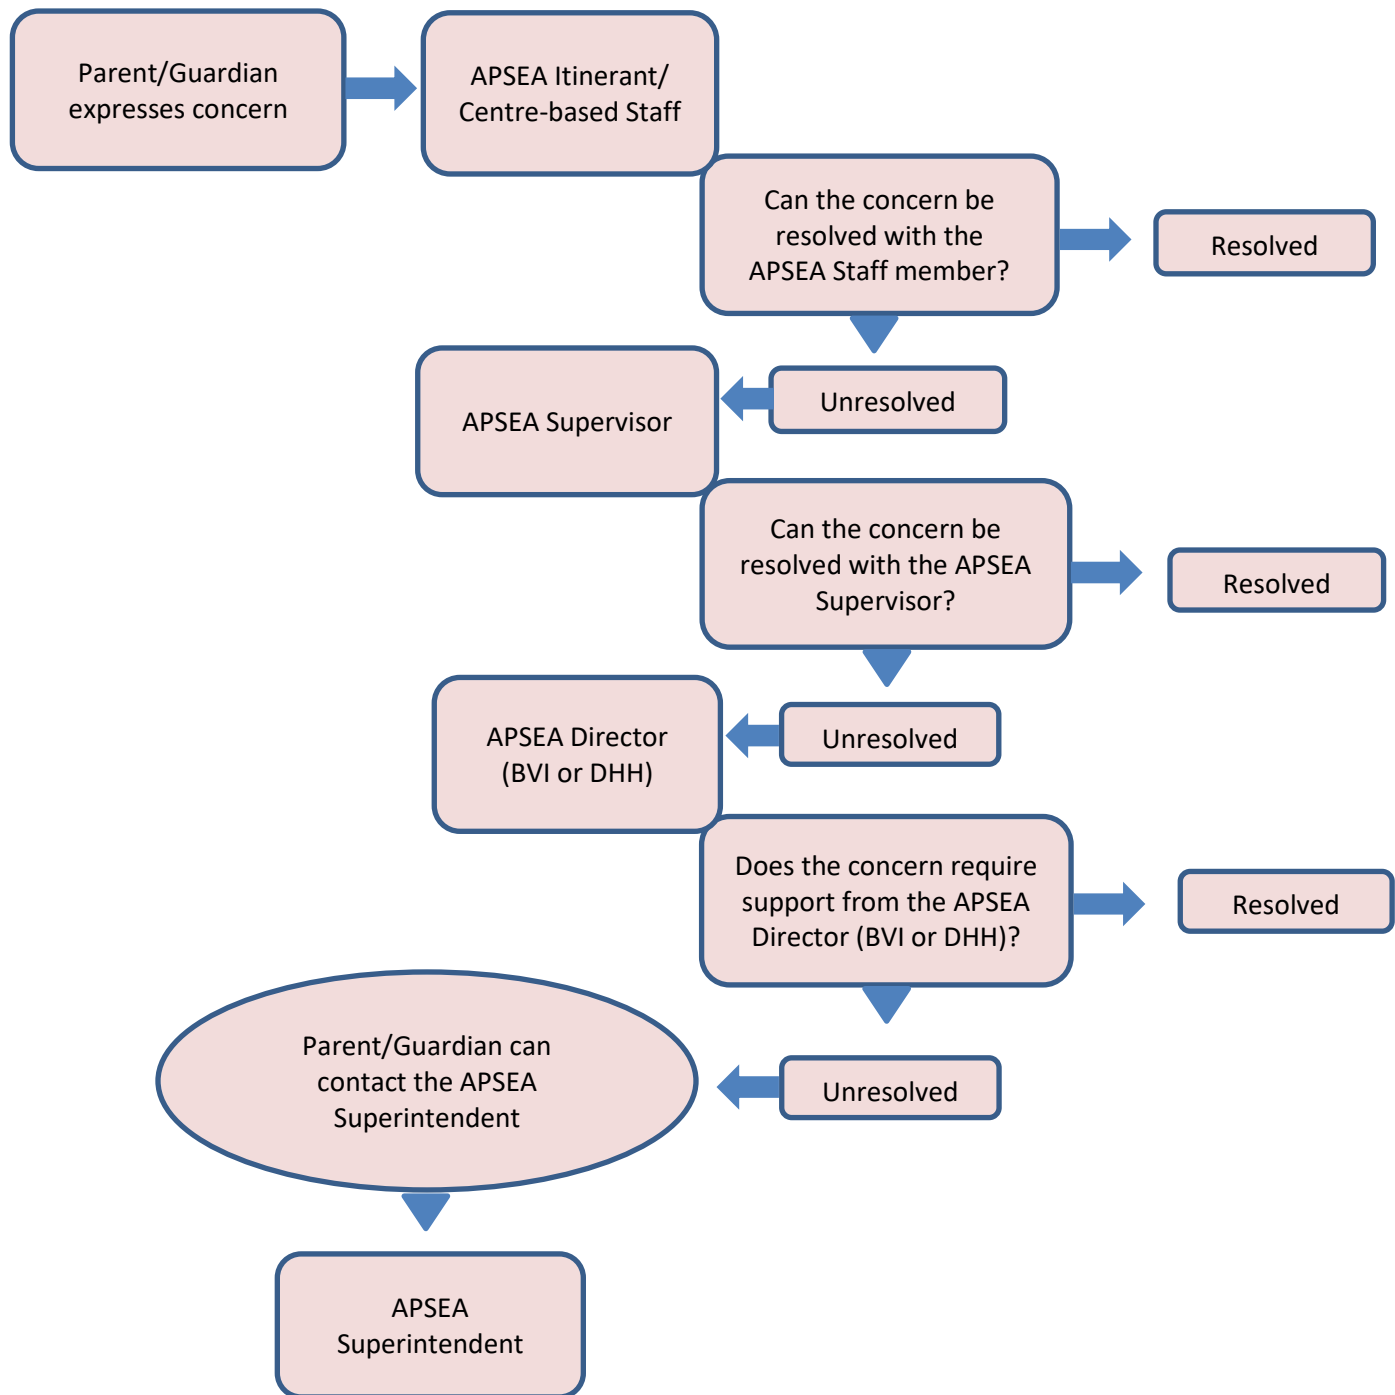 Parent/Guardian
expresses concern
APSEA Itinerant/
Centre-based Staff
Can the concern be
resolved with the
APSEA Staff member?
Resolved
Unresolved
APSEA Supervisor
Can the concern be
resolved with the APSEA
Supervisor?
Resolved
Unresolved
APSEA Director
(BVI or DHH)
Does the concern require
support from the APSEA
Director (BVI or DHH)?
Resolved
Unresolved
Parent/Guardian can
contact the APSEA
Superintendent
APSEA
Superintendent